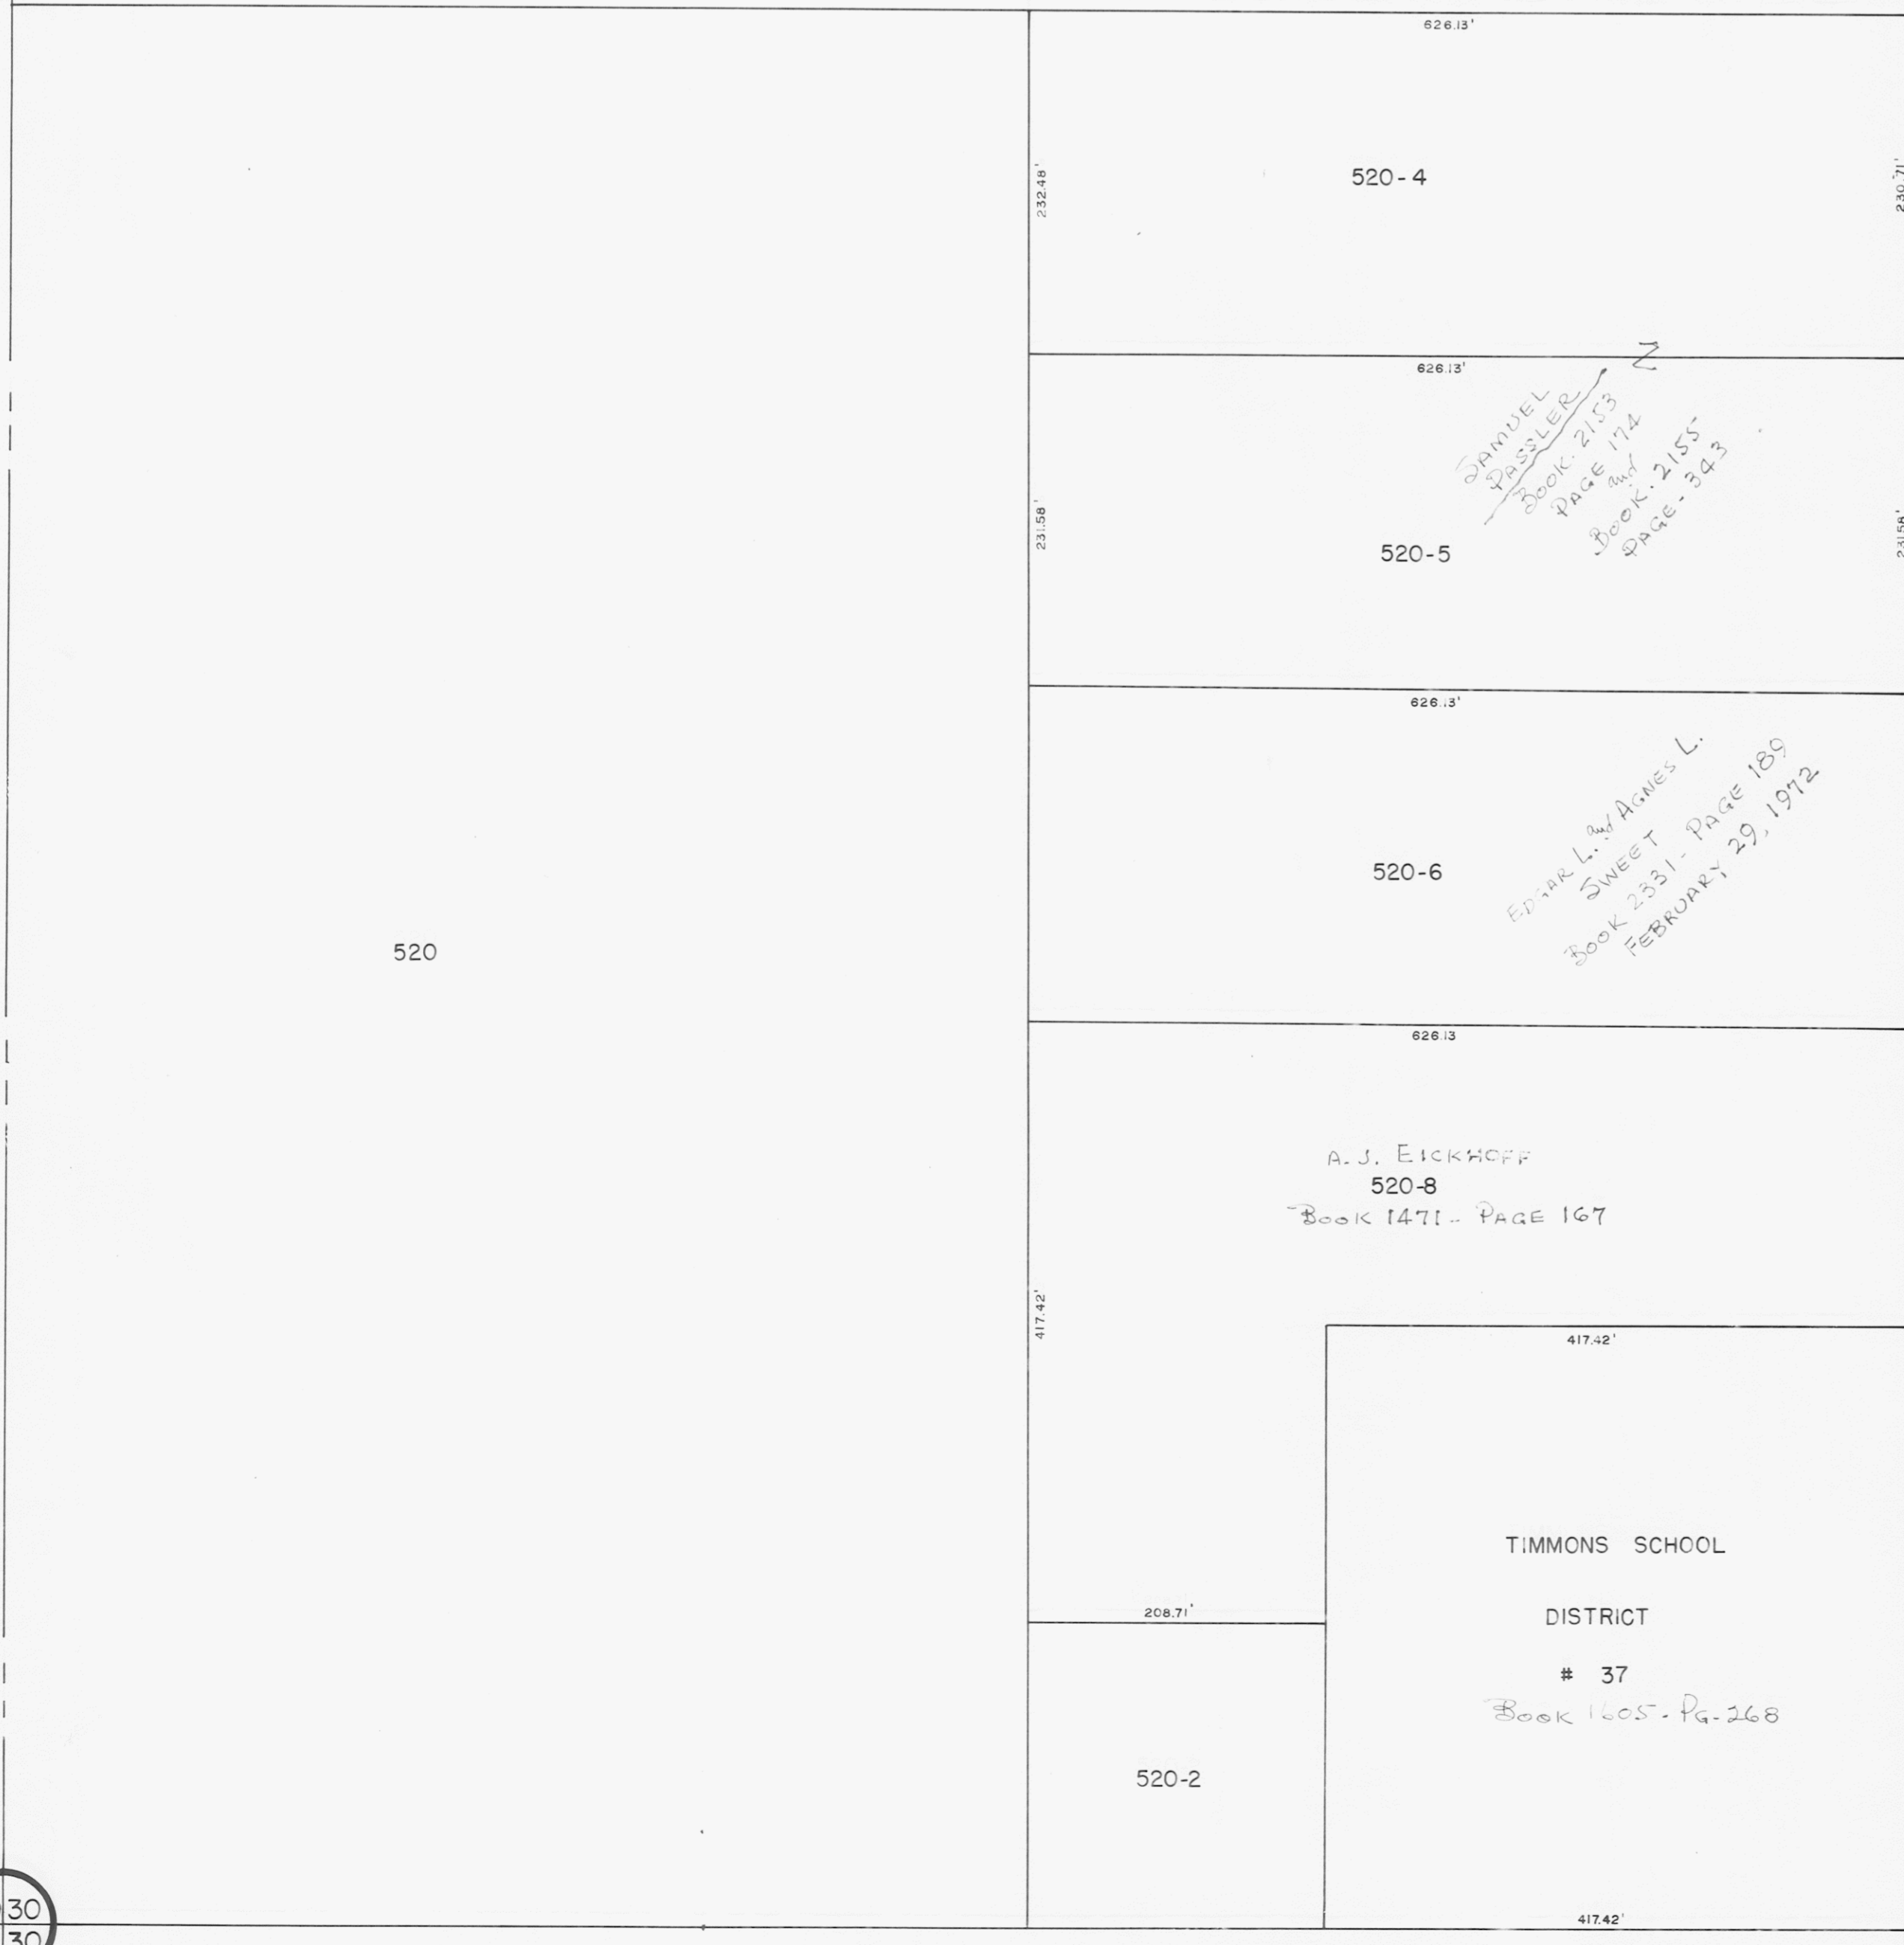 626.13'
232.48'
520-4
230.71'
626.13'
SAMUEL
PASSLER
BOOK. 2153
PAGE 174
and
BOOK. 2155
PAGE-343
N
231.58'
520-5
231.58'
626.13'
EDGAR L. and AGNES L.
SWEET
BOOK 2331 - PAGE 189
FEBRUARY 29, 1972
520-6
520
626.13
A. J. EICKHOFF
520-8
BOOK 1471 - PAGE 167
417.42'
417.42'
TIMMONS SCHOOL
DISTRICT
# 37
BOOK 1605 - PG-268
208.71'
520-2
30
30
417.42'